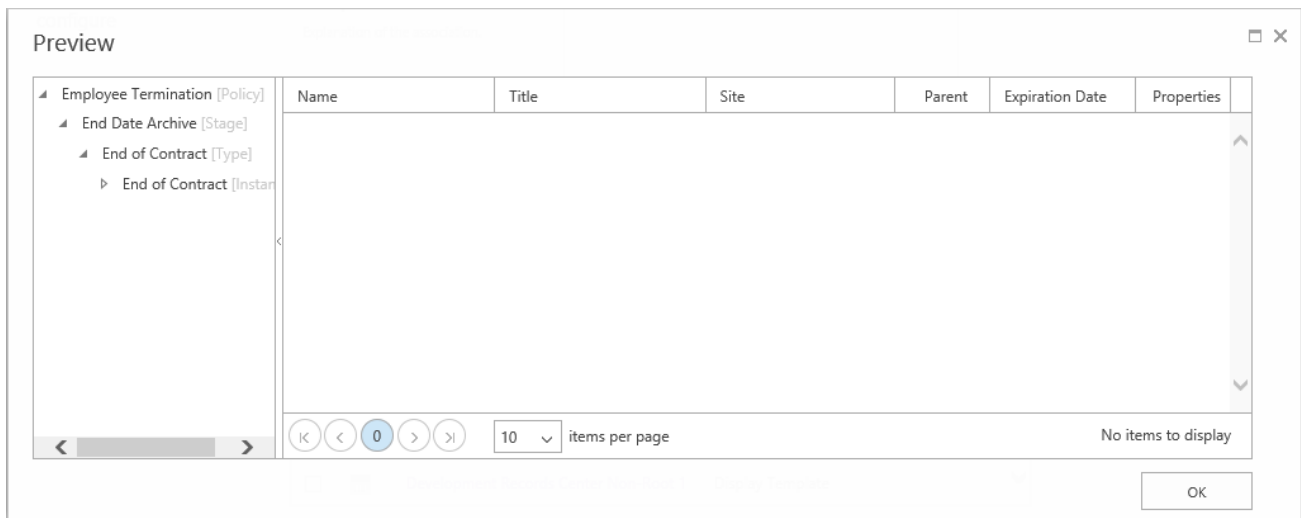 Preview
Employee Termination [Policy]
End Date Archive [Stage]
End of Contract [Type]
End of Contract [Instan
Name Title Site Parent Expiration Date Properties
0 10 items per page No items to display
OK